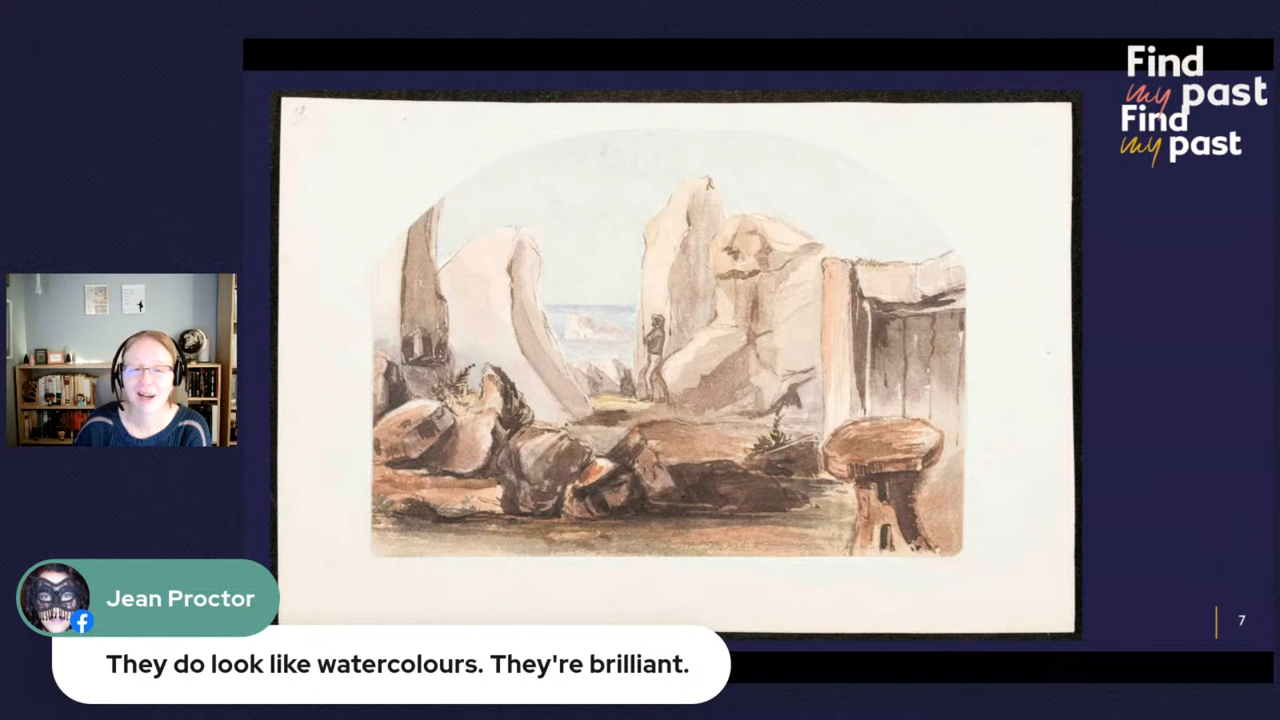 Find
my past
Find
my past
7
Jean Proctor
They do look like watercolours. They're brilliant.